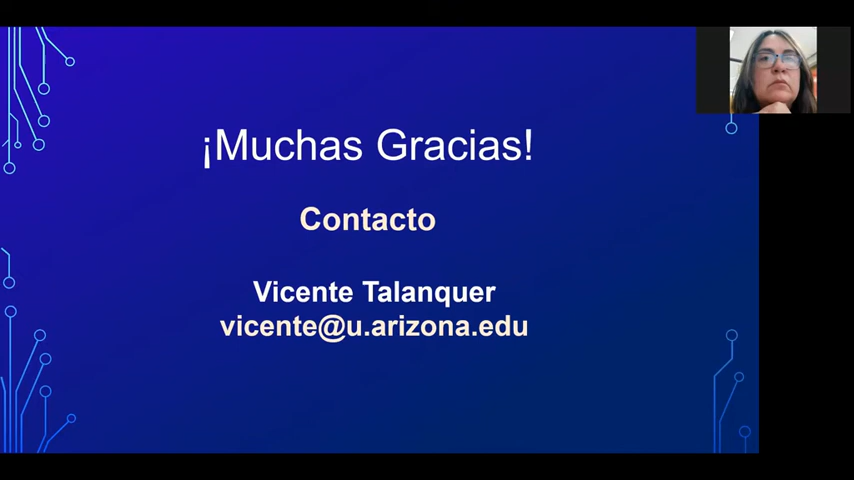 ¡Muchas Gracias!
Contacto
Vicente Talanquer
vicente@u.arizona.edu